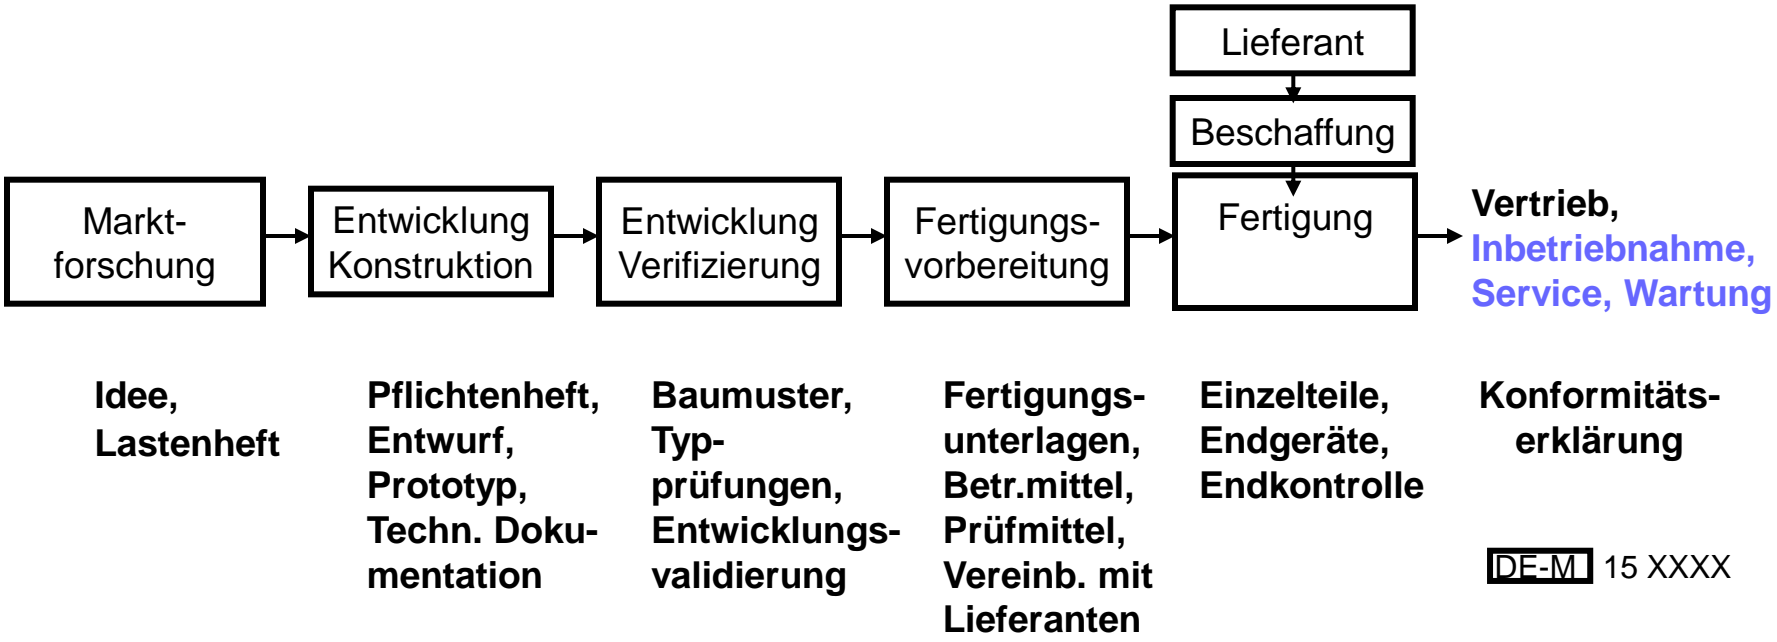 Lieferant
Beschaffung
Markt-
forschung
Entwicklung
Konstruktion
Entwicklung
Verifizierung
Fertigungs-
vorbereitung
Fertigung
Vertrieb,
Inbetriebnahme,
Service, Wartung
Idee,
Lastenheft
Pflichtenheft,
Entwurf,
Prototyp,
Techn. Doku-
mentation
Baumuster,
Typ-
prüfungen,
Entwicklungs-
validierung
Fertigungs-
unterlagen,
Betr.mittel,
Prüfmittel,
Vereinb. mit
Lieferanten
Einzelteile,
Endgeräte,
Endkontrolle
Konformitäts-
erklärung
DE-M 15 XXXX